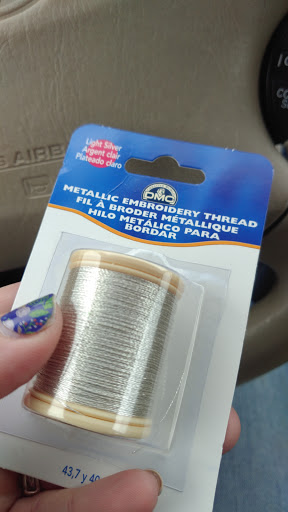 Light Silver
Argent clair
Plateado claro
DMC
METALLIC EMBROIDERY THREAD
FIL À BRODER MÉTALLIQUE
HILO METÁLICO PARA
BORDAR
43,7 y
AIRB